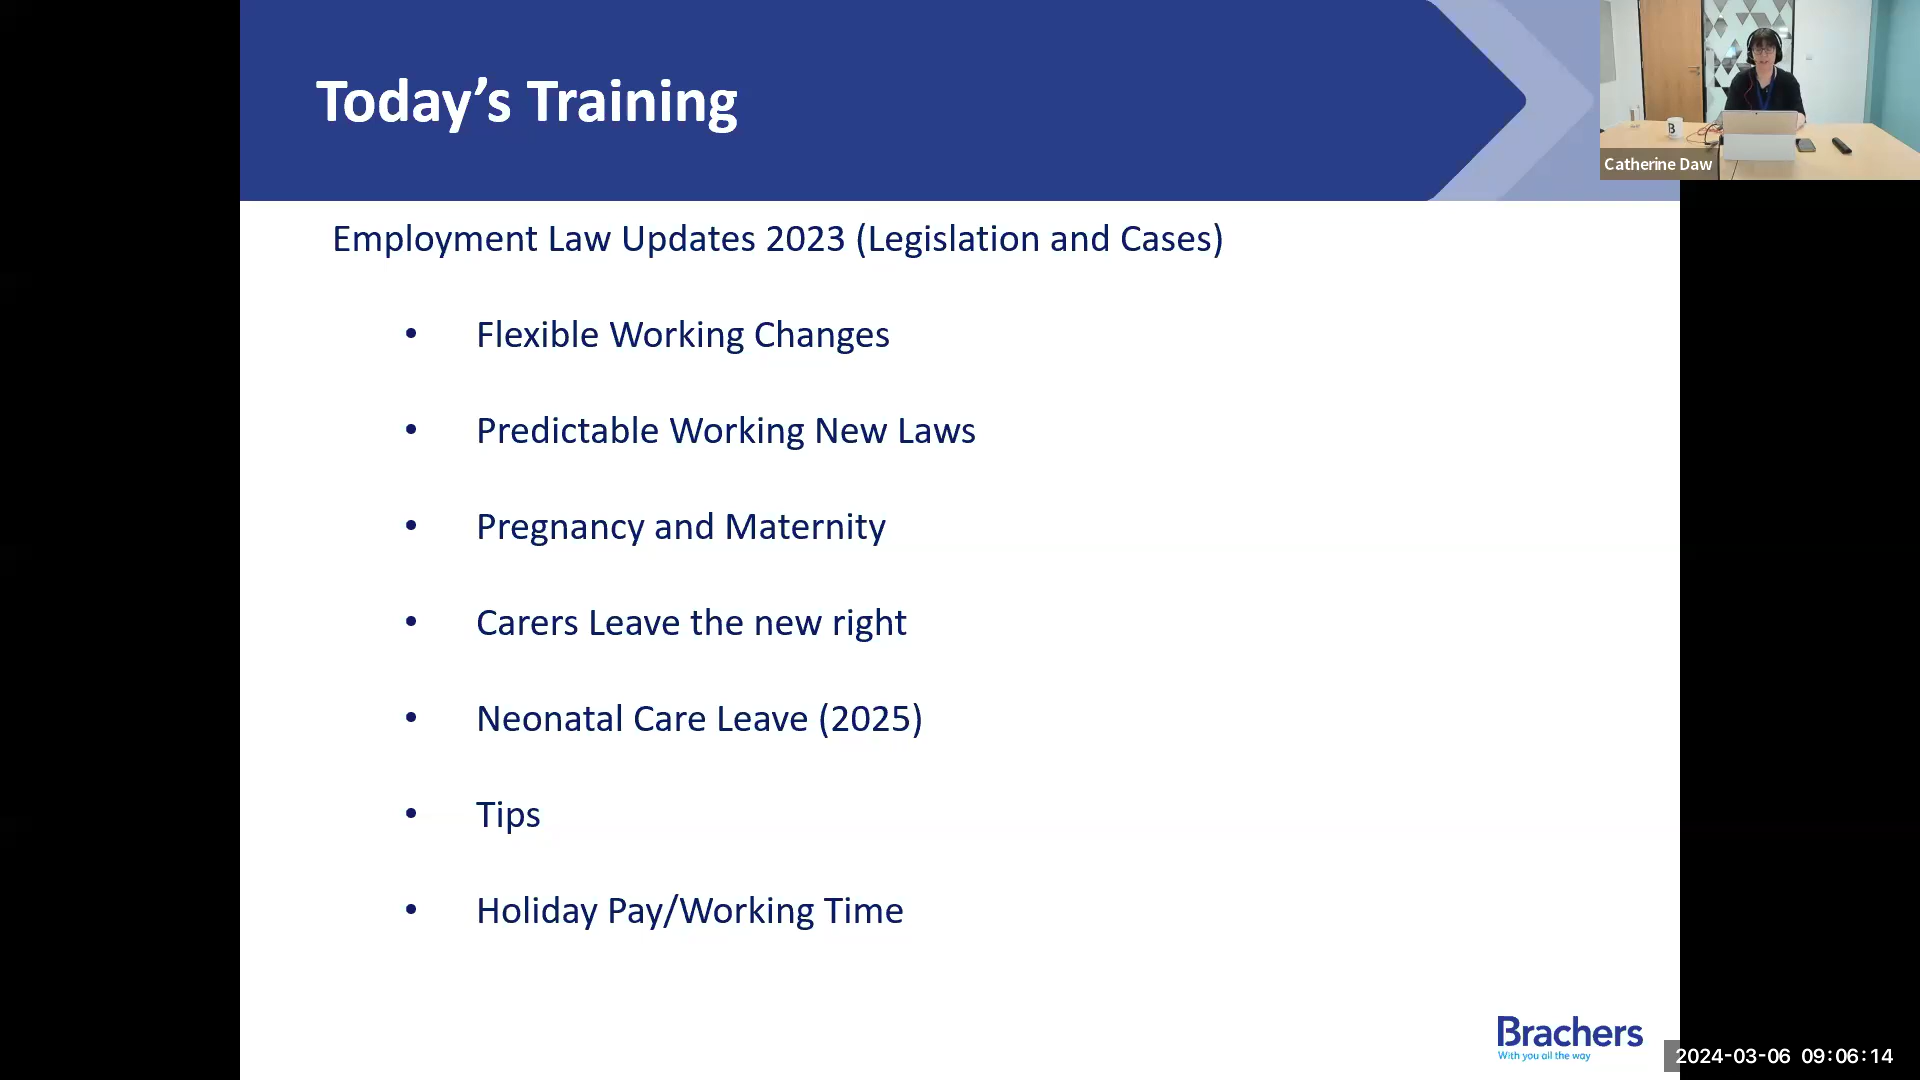 Today’s Training
Catherine Daw
Employment Law Updates 2023 (Legislation and Cases)
• Flexible Working Changes
• Predictable Working New Laws
• Pregnancy and Maternity
• Carers Leave the new right
• Neonatal Care Leave (2025)
• Tips
• Holiday Pay/Working Time
Brachers
With you all the way
2024-03-06 09:06:14
B